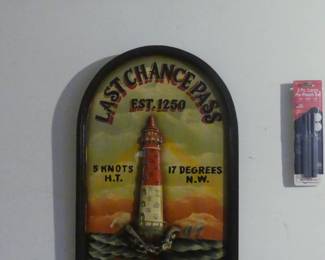 LAST CHANCE PASS
EST. 1250
5 KNOTS
H.T.
17 DEGREES
N.W.